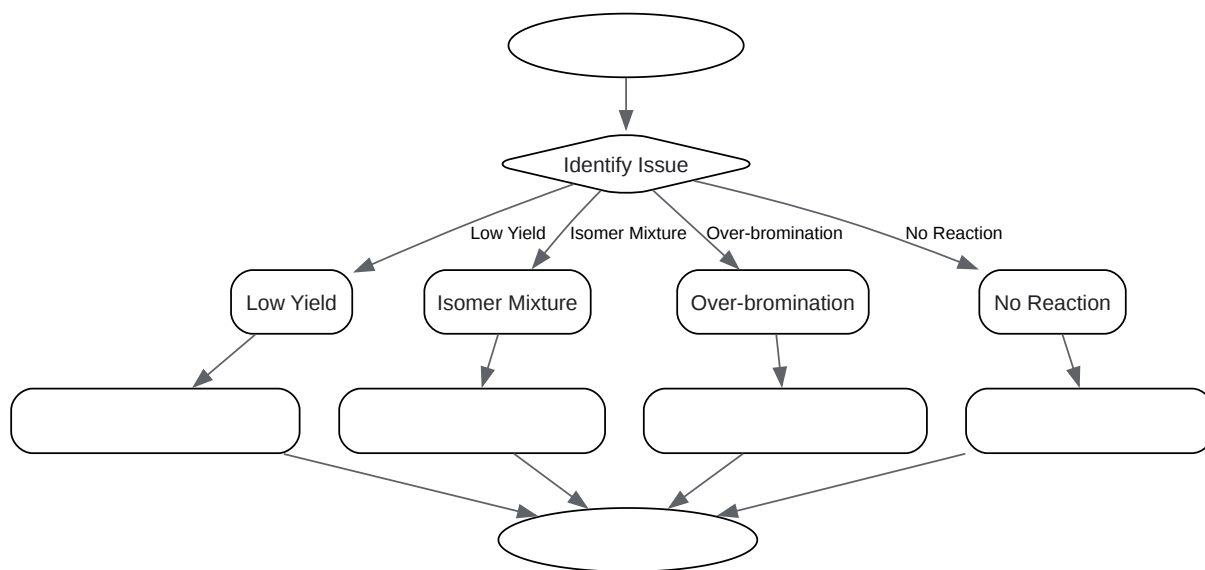 Identify Issue
Low Yield
Isomer Mixture
Over-bromination
No Reaction
Low Yield
Isomer Mixture
Over-bromination
No Reaction